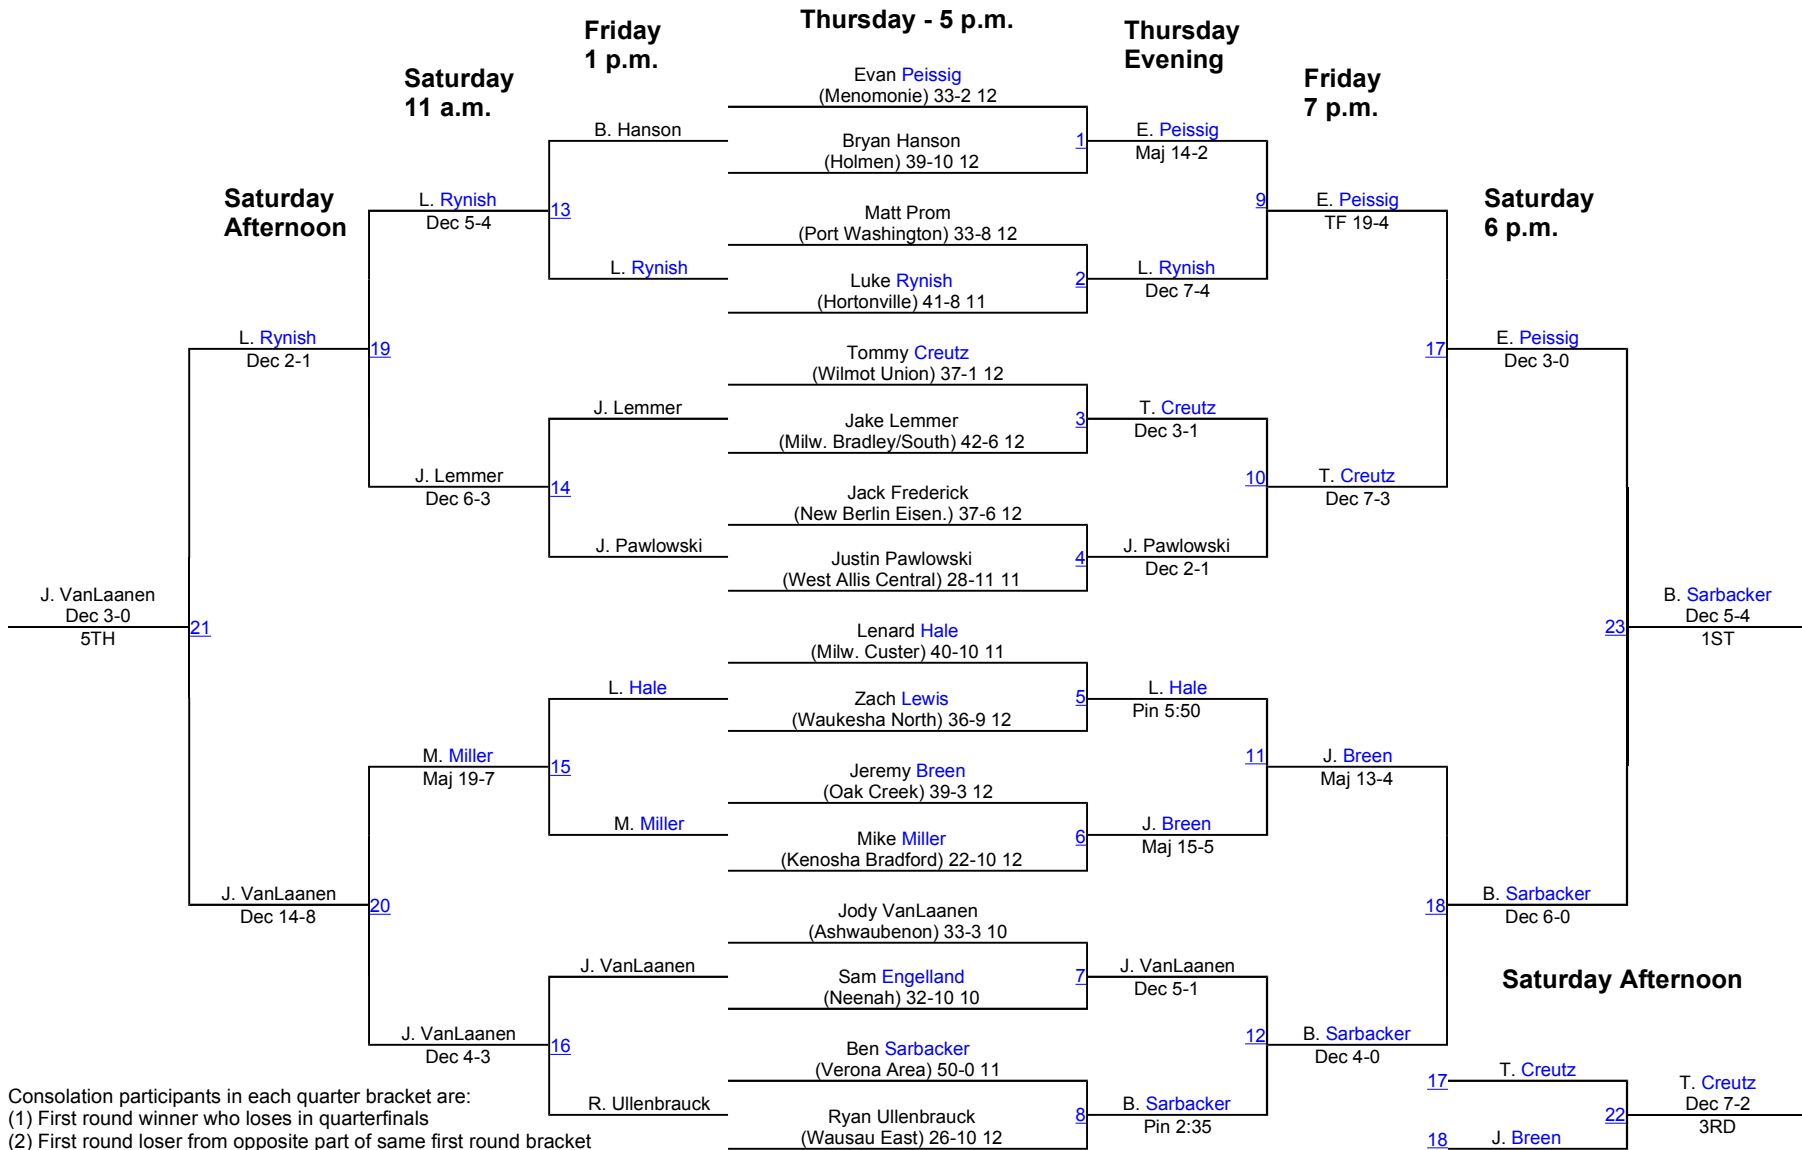 Thursday - 5 p.m.
Friday
1 p.m.
Thursday
Evening
Saturday
11 a.m.
Friday
7 p.m.
Saturday
Afternoon
Saturday
6 p.m.
Evan Peissig
(Menomonie) 33-2 12
Bryan Hanson
(Holmen) 39-10 12
Matt Prom
(Port Washington) 33-8 12
Luke Rynish
(Hortonville) 41-8 11
Tommy Creutz
(Wilmot Union) 37-1 12
Jake Lemmer
(Milw. Bradley/South) 42-6 12
Jack Frederick
(New Berlin Eisen.) 37-6 12
Justin Pawlowski
(West Allis Central) 28-11 11
Lenard Hale
(Milw. Custer) 40-10 11
Zach Lewis
(Waukesha North) 36-9 12
Jeremy Breen
(Oak Creek) 39-3 12
Mike Miller
(Kenosha Bradford) 22-10 12
Jody VanLaanen
(Ashwaubenon) 33-3 10
Sam Engelland
(Neenah) 32-10 10
Ben Sarbacker
(Verona Area) 50-0 11
Ryan Ullenbrauck
(Wausau East) 26-10 12
1
2
3
4
5
6
7
8
E. Peissig
Maj 14-2
L. Rynish
Dec 7-4
T. Creutz
Dec 3-1
J. Pawlowski
Dec 2-1
L. Hale
Pin 5:50
J. Breen
Maj 15-5
J. VanLaanen
Dec 5-1
B. Sarbacker
Pin 2:35
9
10
11
12
E. Peissig
TF 19-4
T. Creutz
Dec 7-3
J. Breen
Maj 13-4
B. Sarbacker
Dec 4-0
17
18
E. Peissig
Dec 3-0
B. Sarbacker
Dec 6-0
23
B. Sarbacker
Dec 5-4
1ST
B. Hanson
L. Rynish
J. Lemmer
J. Pawlowski
L. Hale
M. Miller
J. VanLaanen
R. Ullenbrauck
13
14
15
16
L. Rynish
Dec 5-4
J. Lemmer
Dec 6-3
M. Miller
Maj 19-7
J. VanLaanen
Dec 4-3
19
20
L. Rynish
Dec 2-1
J. VanLaanen
Dec 14-8
21
J. VanLaanen
Dec 3-0
5TH
Saturday Afternoon
17
T. Creutz
18
J. Breen
22
T. Creutz
Dec 7-2
3RD
Consolation participants in each quarter bracket are:
(1) First round winner who loses in quarterfinals
(2) First round loser from opposite part of same first round bracket